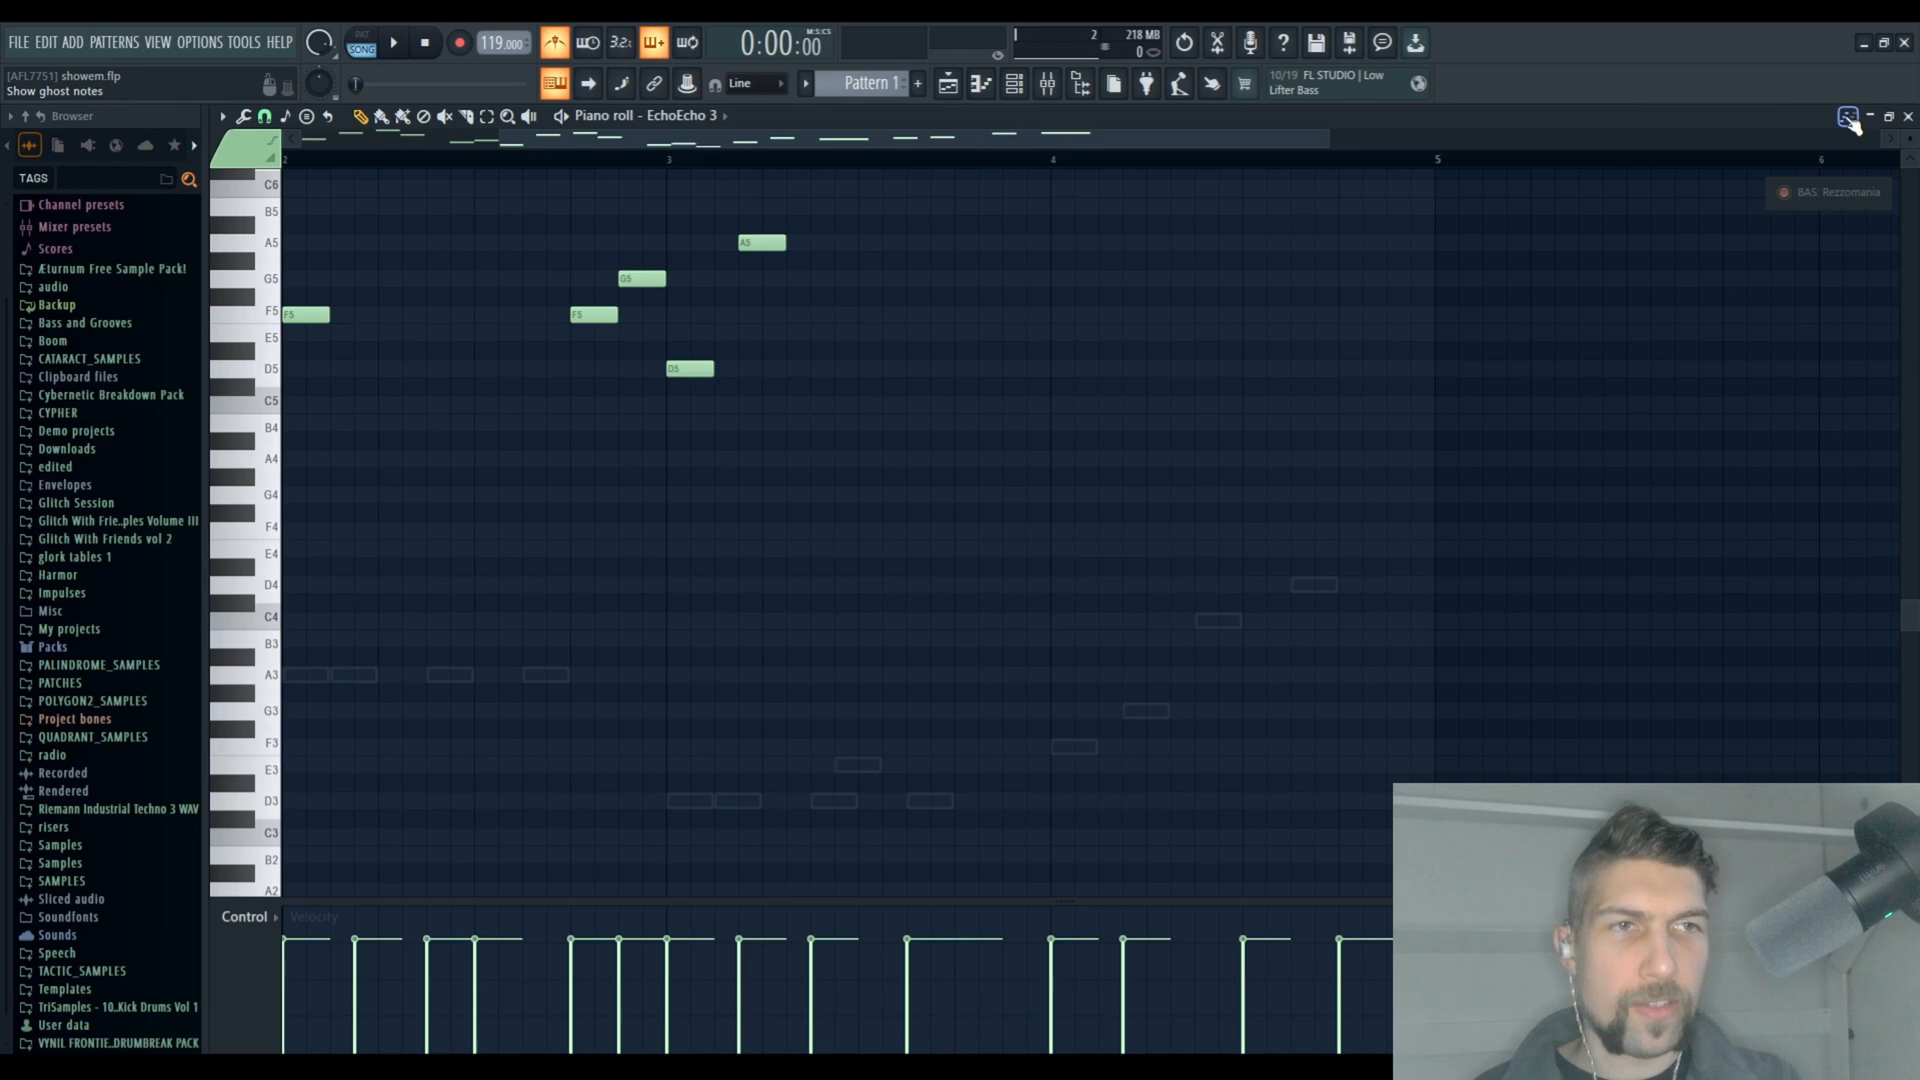 FILE EDIT ADD PATTERNS VIEW OPTIONS TOOLS HELP
PAT
SONG
119.000
3.2:
0:00:00
M:S:CS
2
218 MB
0
[AFL7751] showem.flp
Show ghost notes
Line
Pattern 1
+
10/19 FL STUDIO | Low
Lifter Bass
Browser
Piano roll - EchoEcho 3
2
3
4
5
6
TAGS
Channel presets
Mixer presets
Scores
Æturnum Free Sample Pack!
audio
Backup
Bass and Grooves
Boom
CATARACT_SAMPLES
Clipboard files
Cybernetic Breakdown Pack
CYPHER
Demo projects
Downloads
edited
Envelopes
Glitch Session
Glitch With Frie..ples Volume III
Glitch With Friends vol 2
glork tables 1
Harmor
Impulses
Misc
My projects
Packs
PALINDROME_SAMPLES
PATCHES
POLYGON2_SAMPLES
Project bones
QUADRANT_SAMPLES
radio
Recorded
Rendered
Riemann Industrial Techno 3 WAV
risers
Samples
Samples
SAMPLES
Sliced audio
Soundfonts
Sounds
Speech
TACTIC_SAMPLES
Templates
TriSamples - 10..Kick Drums Vol 1
User data
VYNIL FRONTIE..DRUMBREAK PACK
C6
B5
A5
G5
F5
E5
D5
C5
B4
A4
G4
F4
E4
D4
C4
B3
A3
G3
F3
E3
D3
C3
B2
A2
A5
G5
F5
F5
D5
BAS: Rezzomania
Control
Velocity